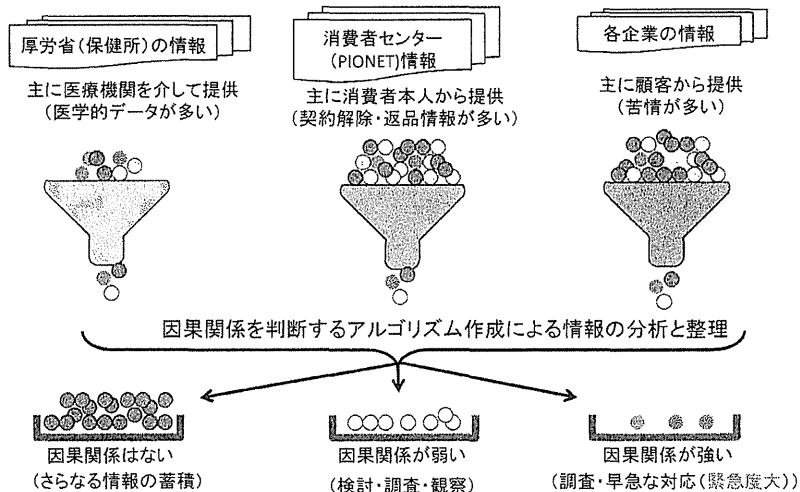 厚労省(保健所)の情報
主に医療機関を介して提供
(医学的データが多い)
消費者センター
(PIONET)情報
主に消費者本人から提供
(契約解除・返品情報が多い)
各企業の情報
主に顧客から提供
(苦情が多い)
因果関係を判断するアルゴリズム作成による情報の分析と整理
因果関係はない
(さらなる情報の蓄積)
因果関係が弱い
(検討・調査・観察)
因果関係が強い
(調査・早急な対応(緊急度大))